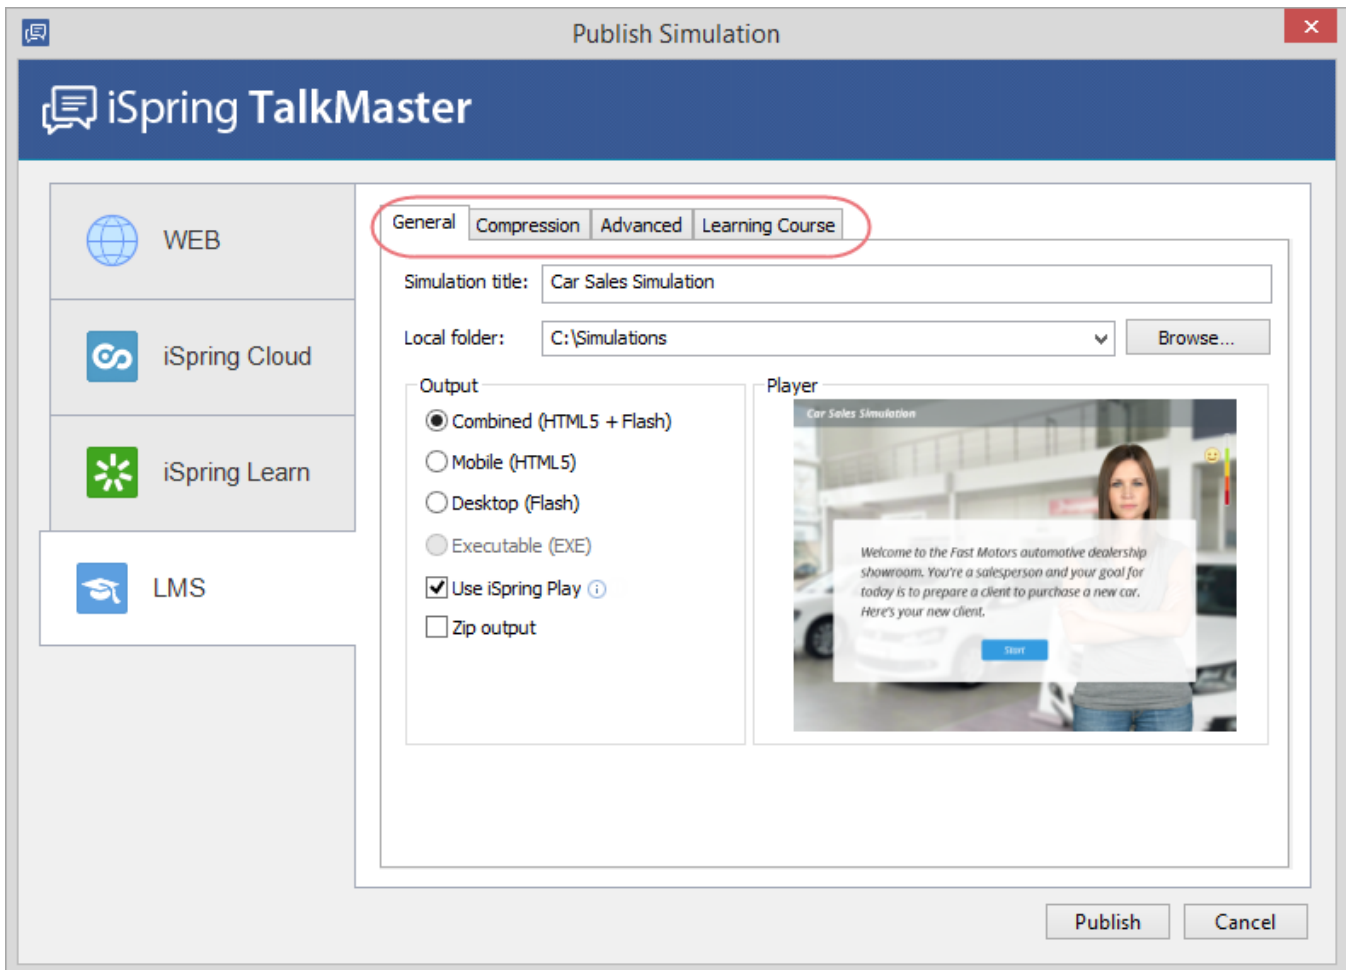 Publish Simulation
iSpring TalkMaster
WEB
iSpring Cloud
iSpring Learn
LMS
General Compression Advanced Learning Course
Simulation title: Car Sales Simulation
Local folder: C:\Simulations Browse...
Output
Combined (HTML5 + Flash)
Mobile (HTML5)
Desktop (Flash)
Executable (EXE)
Use iSpring Play
Zip output
Player
Car Sales Simulation
Welcome to the Fast Motors automotive dealership
showroom. You're a salesperson and your goal for
today is to prepare a client to purchase a new car.
Here's your new client.
Start
Publish Cancel